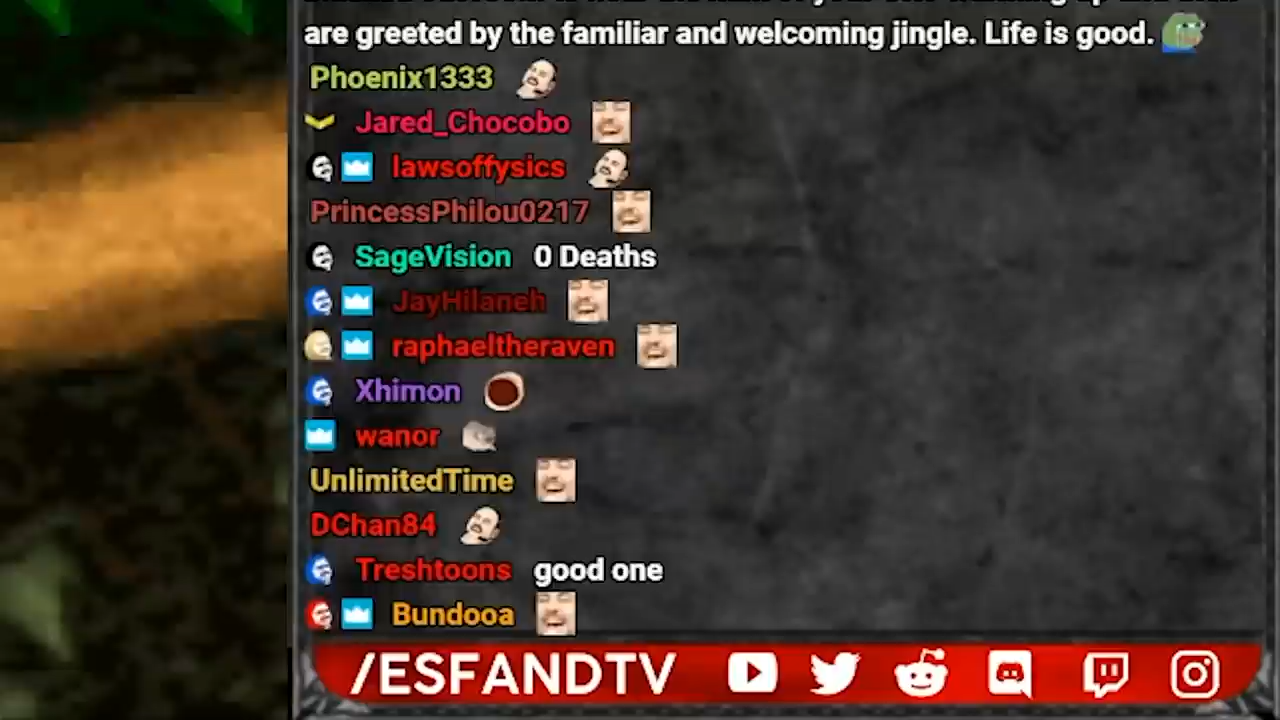 are greeted by the familiar and welcoming jingle. Life is good.
Phoenix1333
Jared_Chocobo
lawsoffysics
PrincessPhilou0217
SageVision 0 Deaths
JayHilaneh
raphaeltheraven
Xhimon
wanor
UnlimitedTime
DChan84
Treshtoons good one
Bundooa
/ESFANDTV